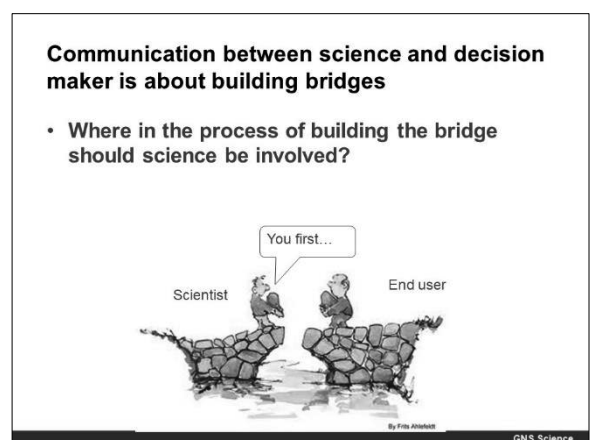 Communication between science and decision
maker is about building bridges
• Where in the process of building the bridge
should science be involved?
You first...
Scientist
End user
By Frits Ahlefeldt
GNS Science